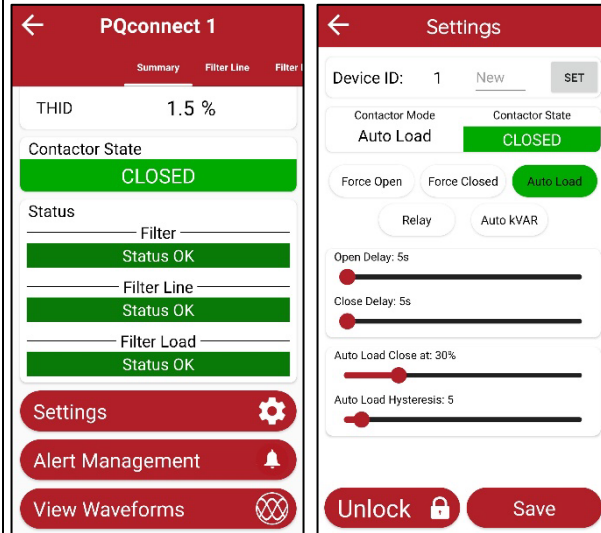 PQconnect 1
Summary Filter Line Filter
THID 1.5 %
Contactor State
CLOSED
Status
Filter
Status OK
Filter Line
Status OK
Filter Load
Status OK
Settings
Alert Management
View Waveforms
Settings
Device ID: 1 New SET
Contactor Mode Contactor State
Auto Load CLOSED
Force Open Force Closed Auto Load
Relay Auto kVAR
Open Delay: 5s
Close Delay: 5s
Auto Load Close at: 30%
Auto Load Hysteresis: 5
Unlock Save